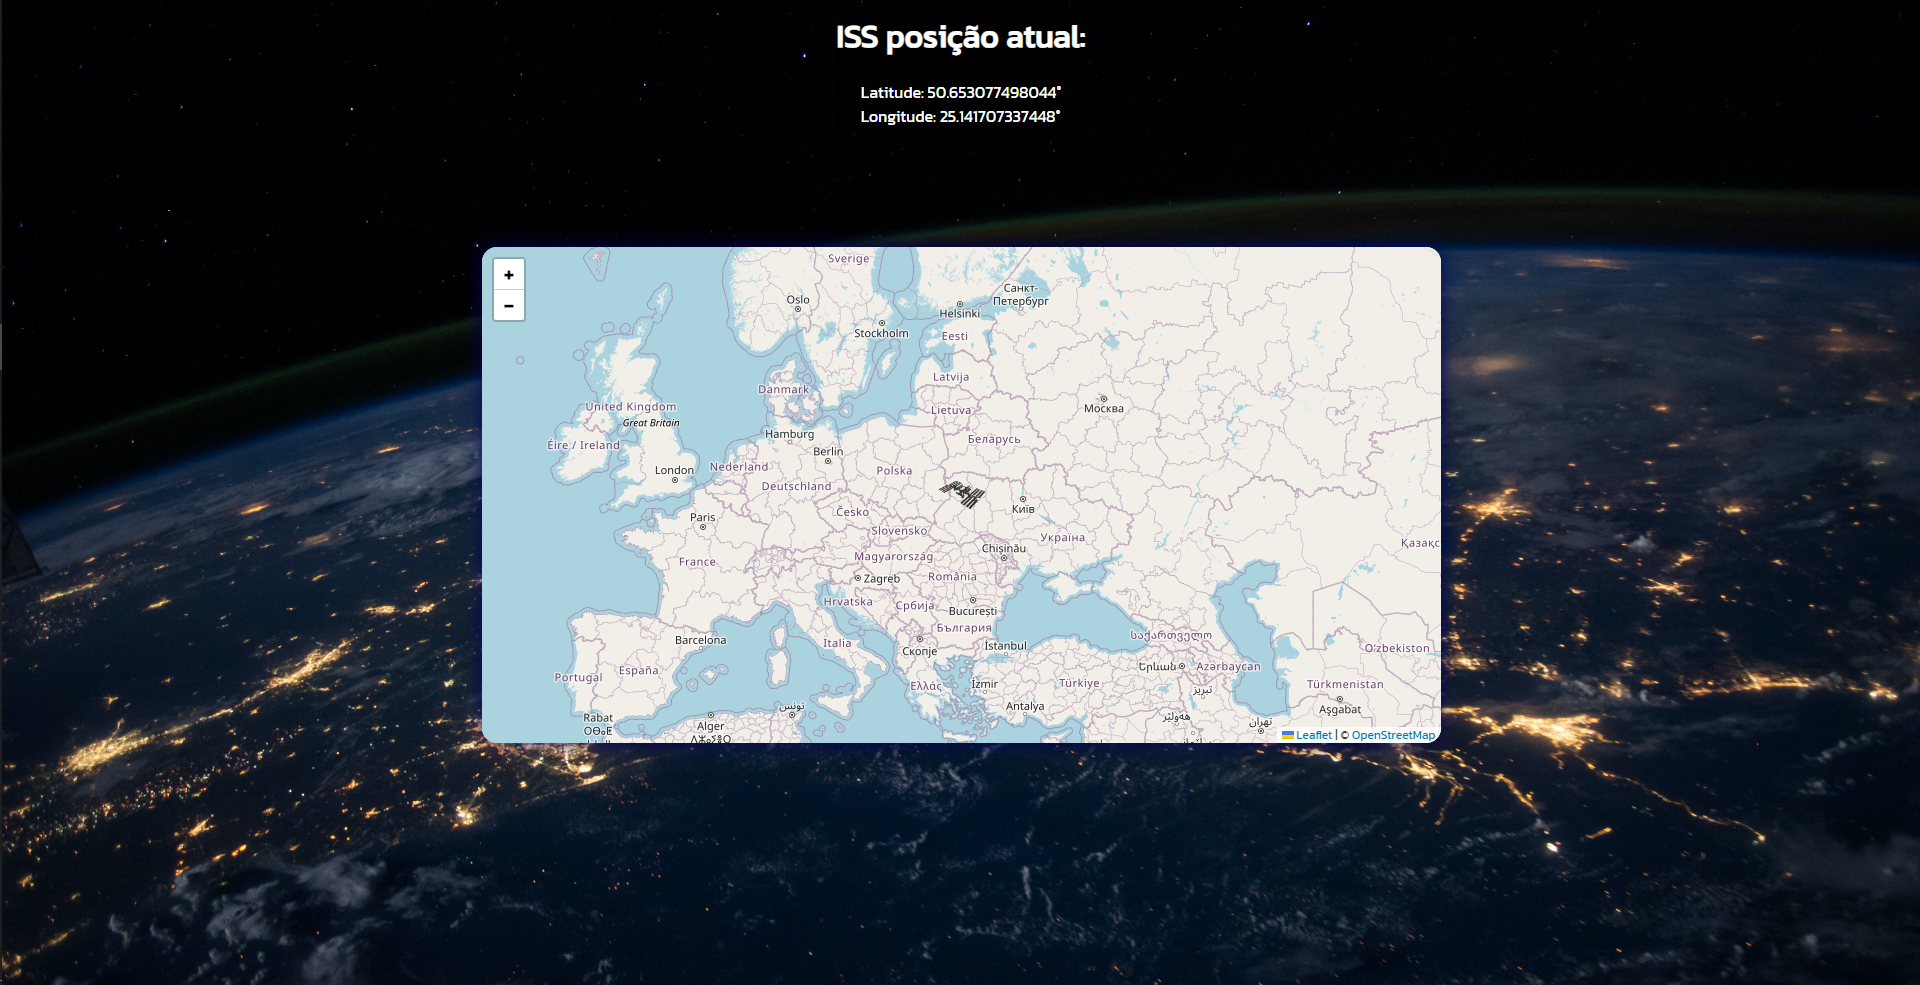 ISS posição atual:
Latitude: 50.653077498044°
Longitude: 25.141707337448°
+
−
Sverige
Oslo
Санкт-
Петербург
Helsinki
Stockholm
Eesti
Latvija
Danmark
United Kingdom
Lietuva
Москва
Great Britain
Hamburg
Беларусь
Éire / Ireland
Berlin
London
Nederland
Polska
Deutschland
Київ
Česko
Paris
Slovensko
Україна
Қазақс
Chișinău
Magyarország
France
Zagreb
România
Hrvatska
Србија
București
България
საქართველო
Barcelona
Italia
Скопје
İstanbul
O'zbekiston
España
Երևան
Azərbaycan
Portugal
Ελλάς
İzmir
Türkiye
تبریز
Türkmenistan
Antalya
تونس
Aşgabat
Rabat
ⵔⴱⴰⵟ
Alger
هەولێر
تهران
Leaflet | © OpenStreetMap